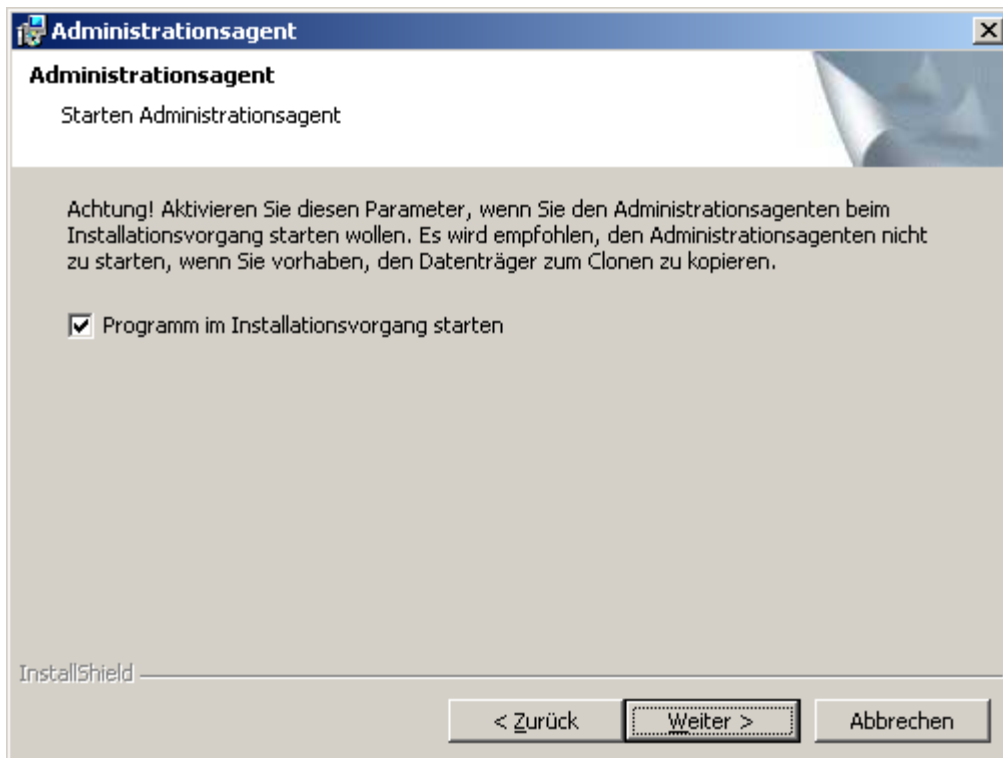 Administrationsagent
Administrationsagent
Starten Administrationsagent
Achtung! Aktivieren Sie diesen Parameter, wenn Sie den Administrationsagenten beim
Installationsvorgang starten wollen. Es wird empfohlen, den Administrationsagenten nicht
zu starten, wenn Sie vorhaben, den Datenträger zum Clonen zu kopieren.
Programm im Installationsvorgang starten
InstallShield
< Zurück
Weiter >
Abbrechen